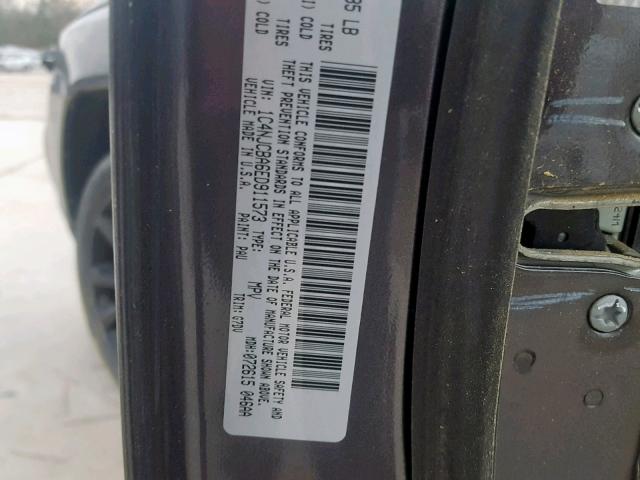 95 LB
TIRES
) COLD
TIRES
) COLD
THIS VEHICLE CONFORMS TO ALL APPLICABLE U.S.A. FEDERAL MOTOR VEHICLE SAFETY AND
THEFT PREVENTION STANDARDS IN EFFECT ON THE DATE OF MANUFACTURE SHOWN ABOVE.
VIN: 1C4NJCBA6ED911573 TYPE: MPV MDH:072615 046AA
VEHICLE MADE IN U.S.A. PAINT: PAU TRIM: G7DV